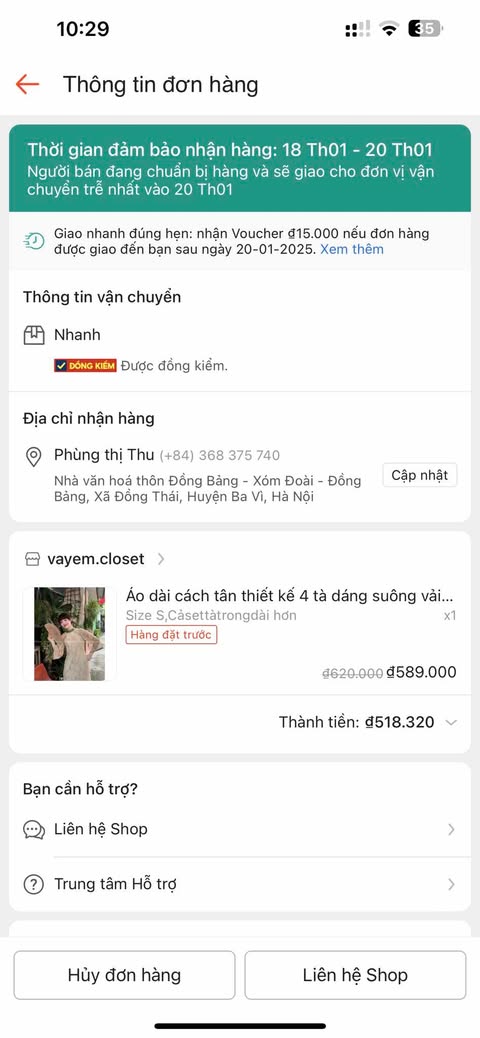 10:29
35
Thông tin đơn hàng
Thời gian đảm bảo nhận hàng: 18 Th01 - 20 Th01
Người bán đang chuẩn bị hàng và sẽ giao cho đơn vị vận
chuyển trễ nhất vào 20 Th01
Giao nhanh đúng hẹn: nhận Voucher ₫15.000 nếu đơn hàng
được giao đến bạn sau ngày 20-01-2025. Xem thêm
Thông tin vận chuyển
Nhanh
ĐỒNG KIỂM Được đồng kiểm.
Địa chỉ nhận hàng
Phùng thị Thu (+84) 368 375 740
Nhà văn hoá thôn Đồng Bảng - Xóm Đoài - Đồng
Bảng, Xã Đồng Thái, Huyện Ba Vì, Hà Nội
Cập nhật
vayem.closet
Áo dài cách tân thiết kế 4 tà dáng suông vải...
Size S,Cảsettàtrongdài hơn x1
Hàng đặt trước
₫620.000 ₫589.000
Thành tiền: ₫518.320
Bạn cần hỗ trợ?
Liên hệ Shop
Trung tâm Hỗ trợ
Hủy đơn hàng
Liên hệ Shop